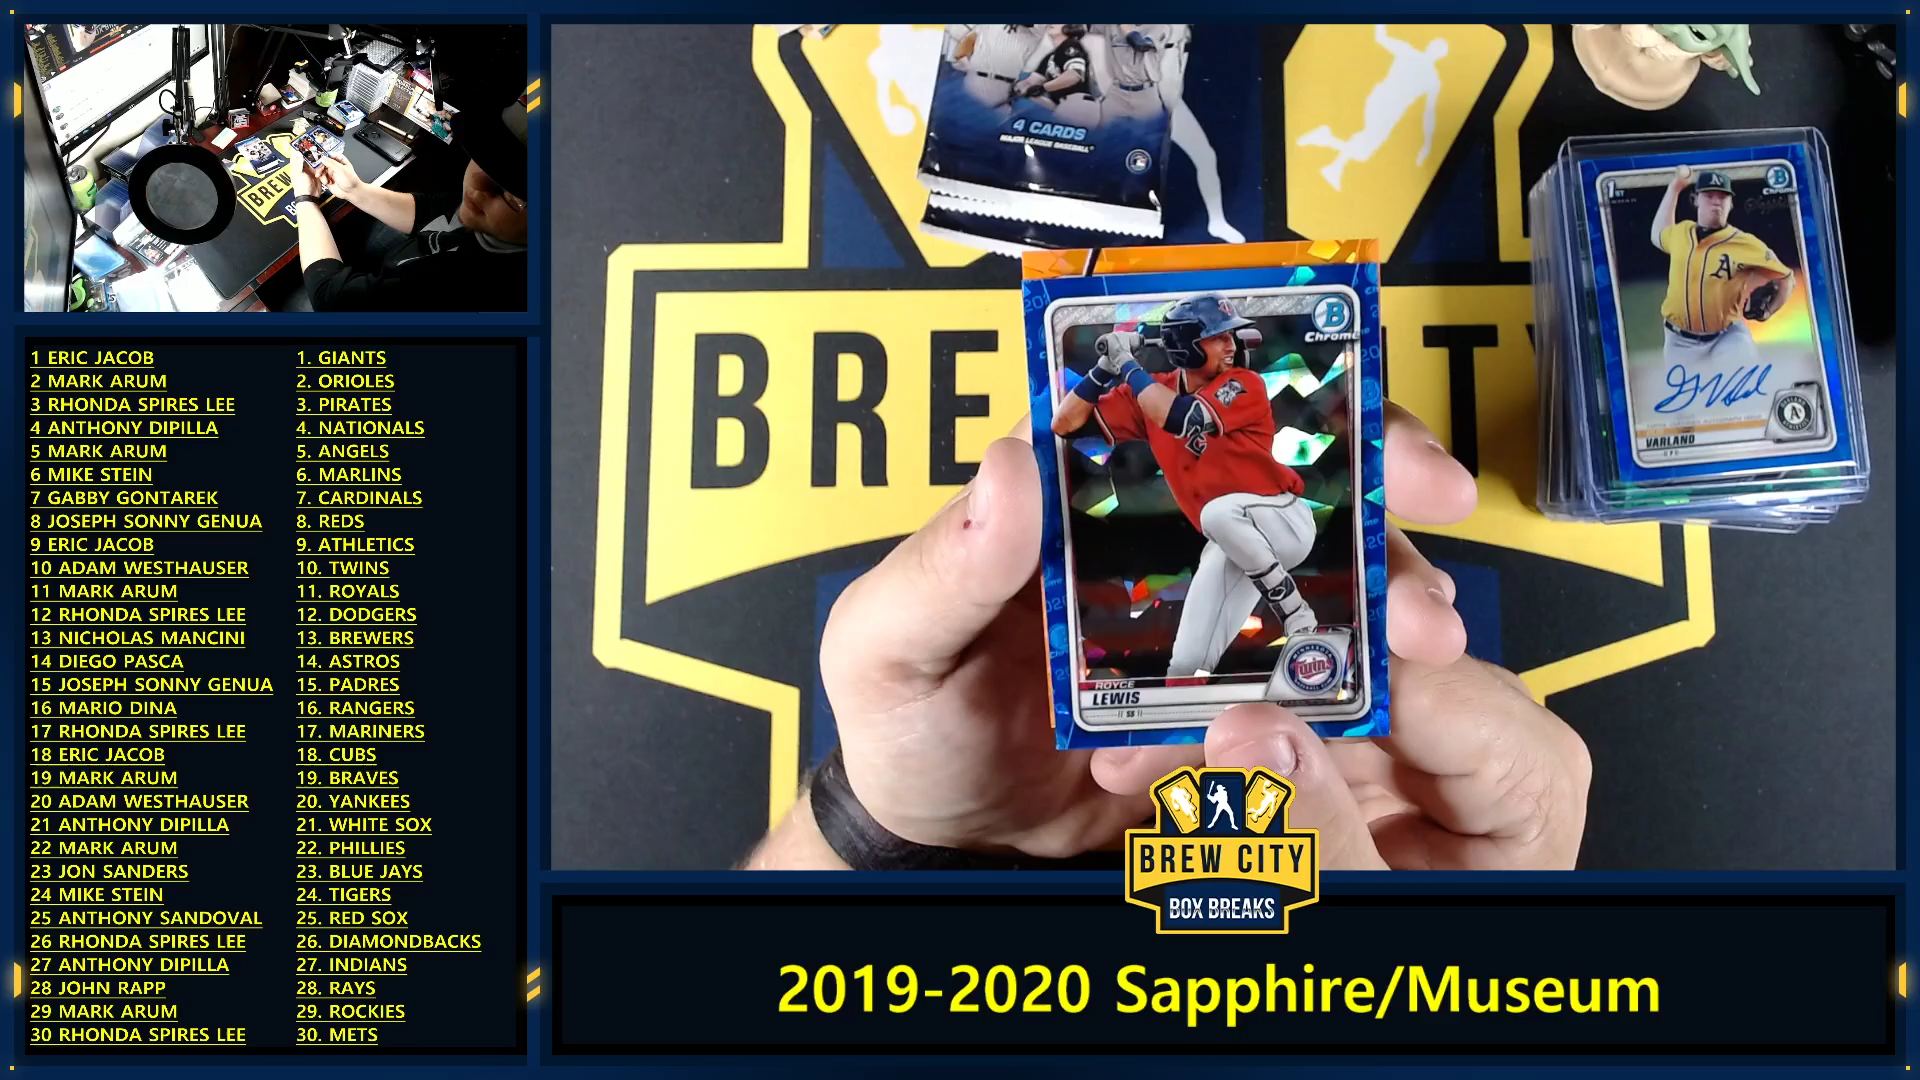 1 ERIC JACOB
2 MARK ARUM
3 RHONDA SPIRES LEE
4 ANTHONY DIPILLA
5 MARK ARUM
6 MIKE STEIN
7 GABBY GONTAREK
8 JOSEPH SONNY GENUA
9 ERIC JACOB
10 ADAM WESTHAUSER
11 MARK ARUM
12 RHONDA SPIRES LEE
13 NICHOLAS MANCINI
14 DIEGO PASCA
15 JOSEPH SONNY GENUA
16 MARIO DINA
17 RHONDA SPIRES LEE
18 ERIC JACOB
19 MARK ARUM
20 ADAM WESTHAUSER
21 ANTHONY DIPILLA
22 MARK ARUM
23 JON SANDERS
24 MIKE STEIN
25 ANTHONY SANDOVAL
26 RHONDA SPIRES LEE
27 ANTHONY DIPILLA
28 JOHN RAPP
29 MARK ARUM
30 RHONDA SPIRES LEE
1. GIANTS
2. ORIOLES
3. PIRATES
4. NATIONALS
5. ANGELS
6. MARLINS
7. CARDINALS
8. REDS
9. ATHLETICS
10. TWINS
11. ROYALS
12. DODGERS
13. BREWERS
14. ASTROS
15. PADRES
16. RANGERS
17. MARINERS
18. CUBS
19. BRAVES
20. YANKEES
21. WHITE SOX
22. PHILLIES
23. BLUE JAYS
24. TIGERS
25. RED SOX
26. DIAMONDBACKS
27. INDIANS
28. RAYS
29. ROCKIES
30. METS
4 CARDS
MAJOR LEAGUE BASEBALL
1ST
B
Chrome
A's
VARLAND
BRE
TY
B
Chrome
Twins
ROYCE
LEWIS
SS
BREW CITY
BOX BREAKS
2019-2020 Sapphire/Museum